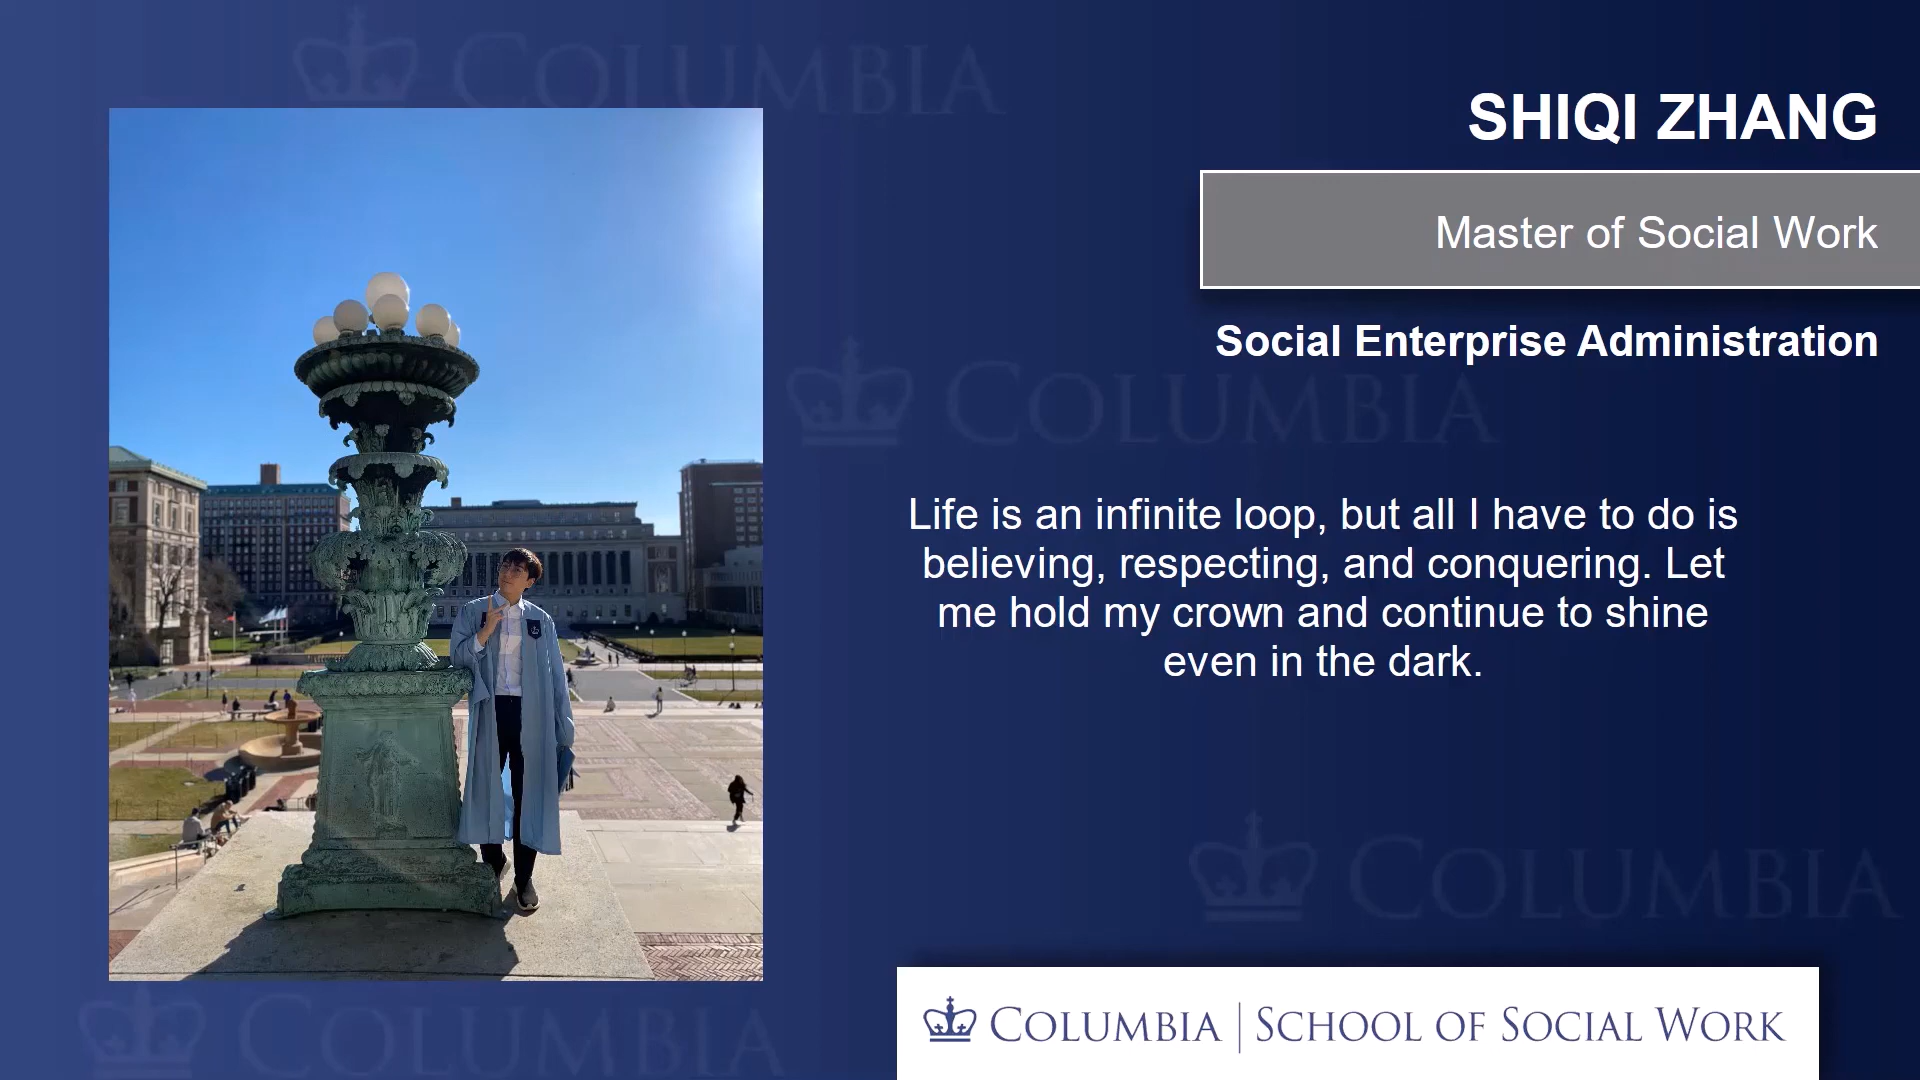 SHIQI ZHANG
Master of Social Work
Social Enterprise Administration
Life is an infinite loop, but all I have to do is
believing, respecting, and conquering. Let
me hold my crown and continue to shine
even in the dark.
COLUMBIA | SCHOOL OF SOCIAL WORK
COLUMBIA
COLUMBIA
COLUMBIA
COLUMBIA